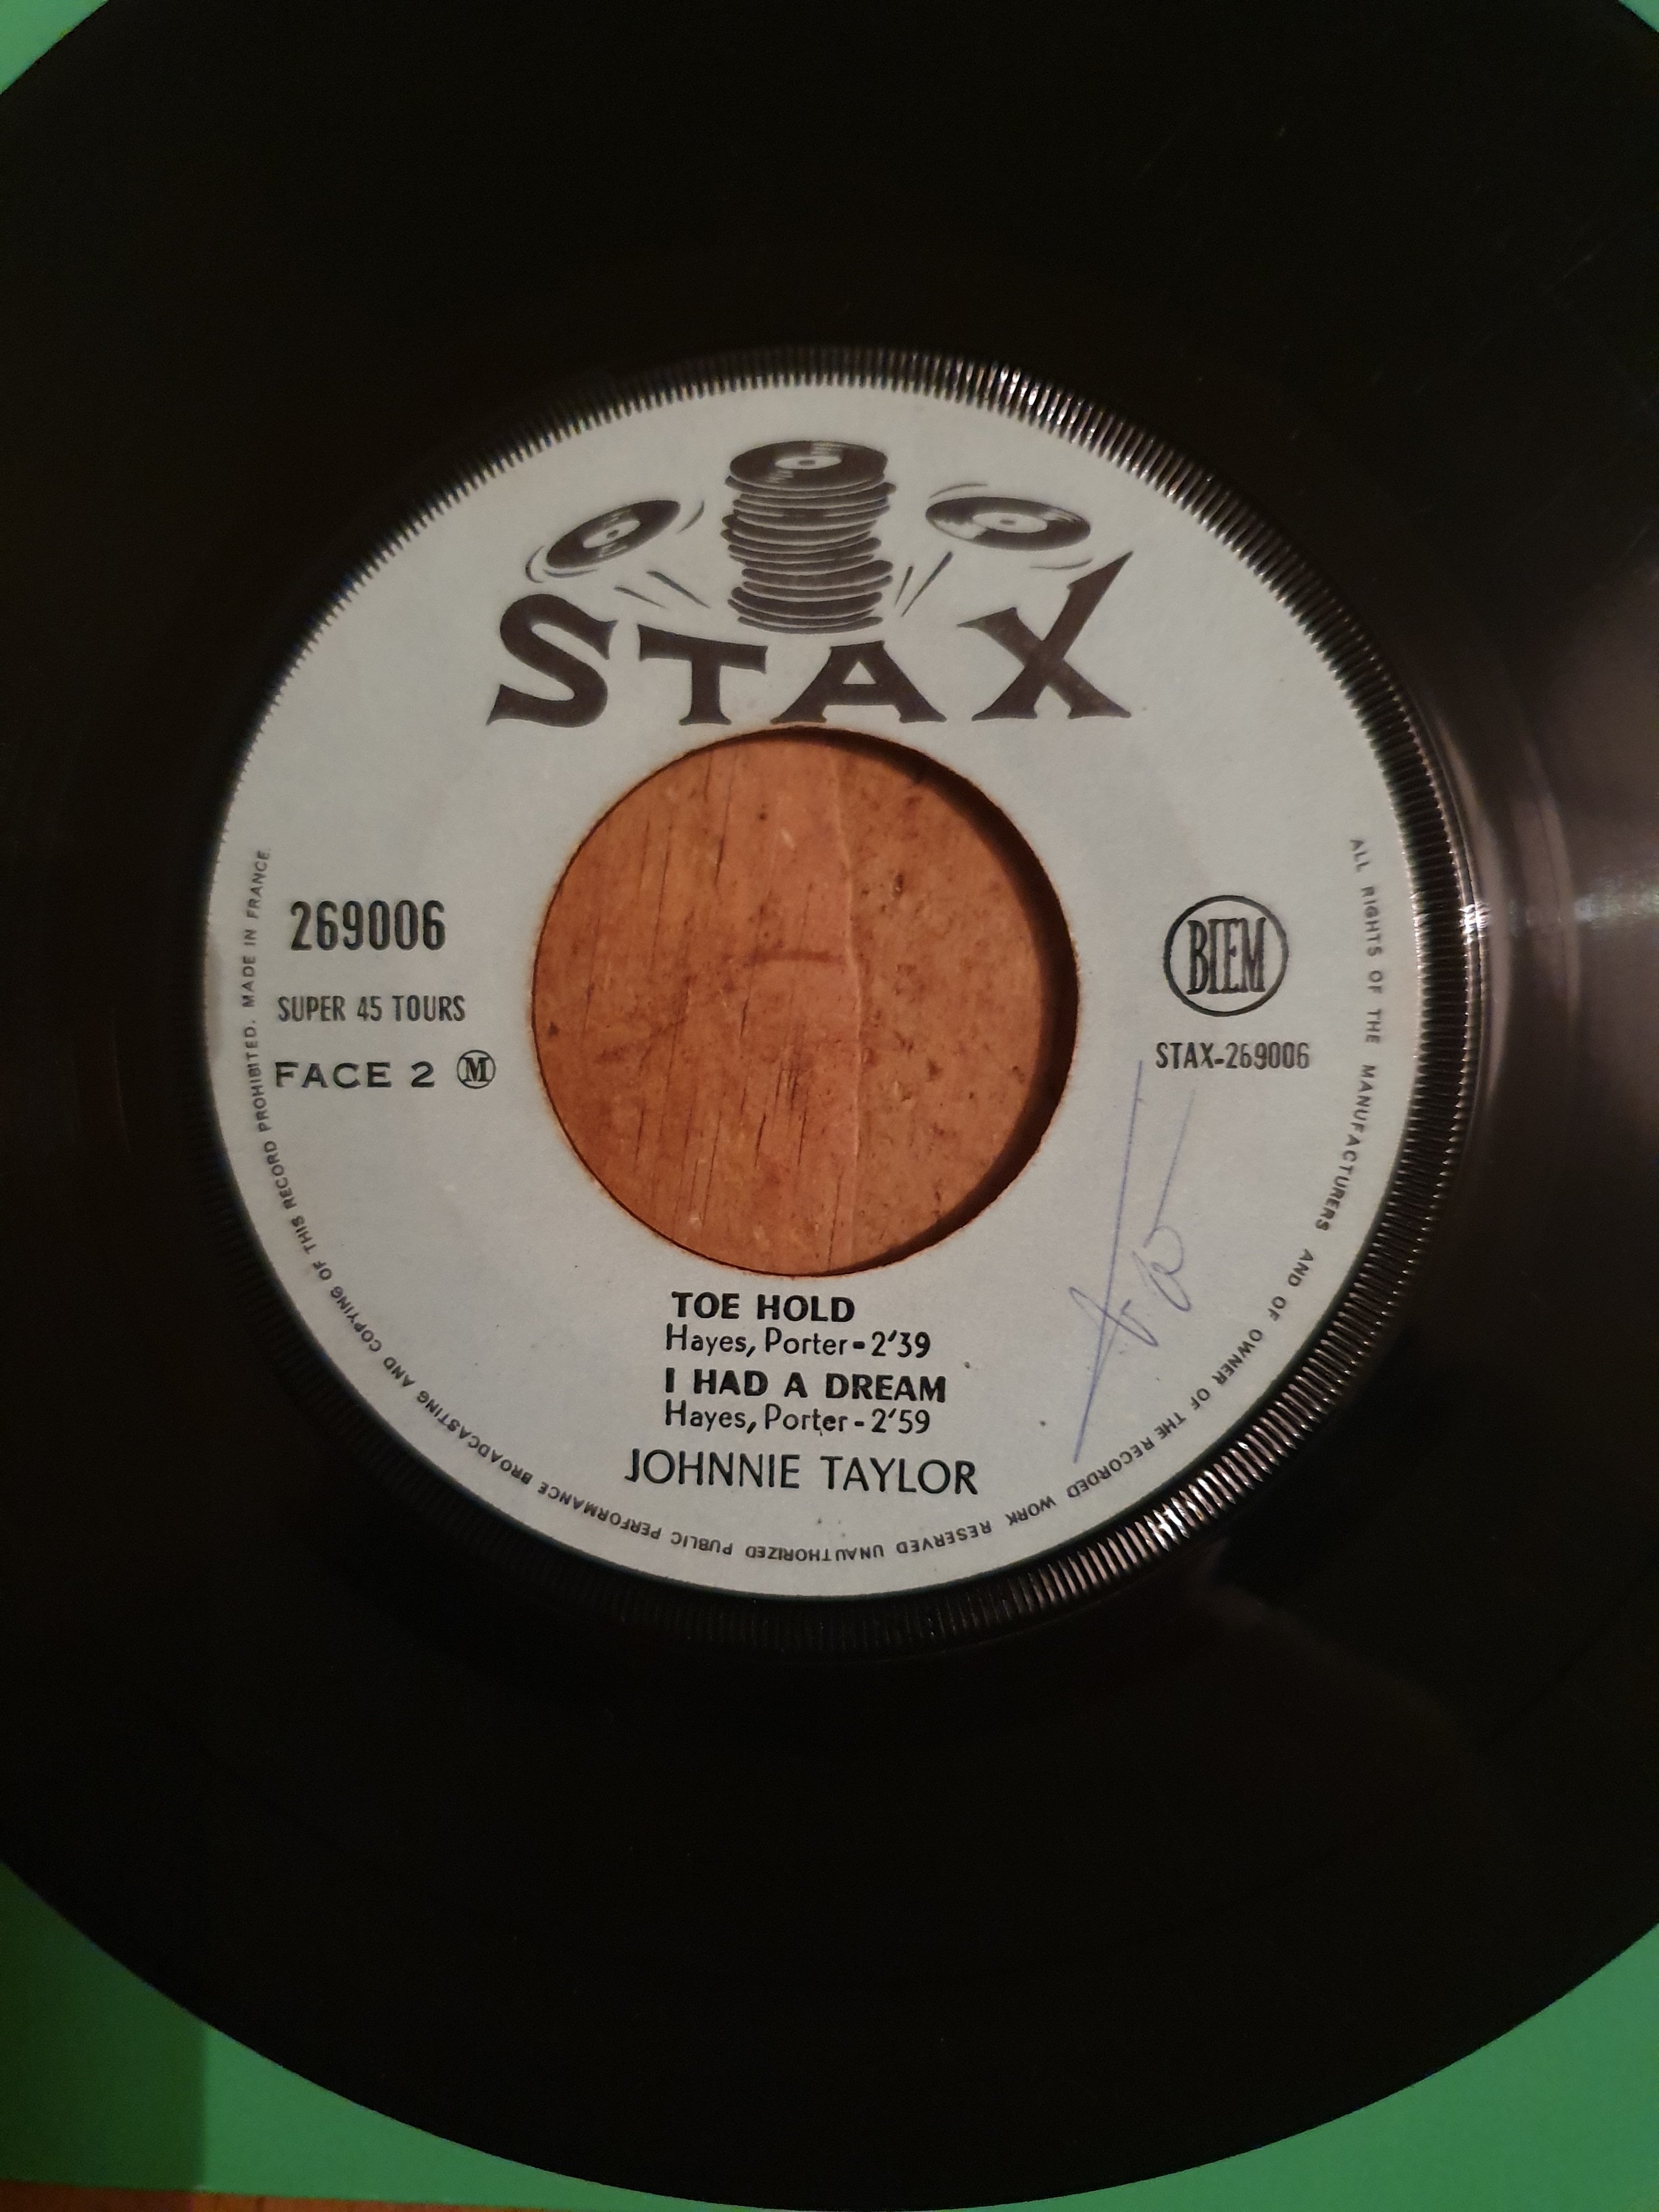 STAX
269006
SUPER 45 TOURS
FACE 2 M
BIEM
STAX-269006
TOE HOLD
Hayes, Porter - 2'39
I HAD A DREAM
Hayes, Porter - 2'59
JOHNNIE TAYLOR
ALL RIGHTS OF THE MANUFACTURERS AND OF OWNER OF THE RECORDED WORK RESERVED UNAUTHORIZED PUBLIC PERFORMANCE BROADCASTING AND COPYING OF THIS RECORD PROHIBITED. MADE IN FRANCE.